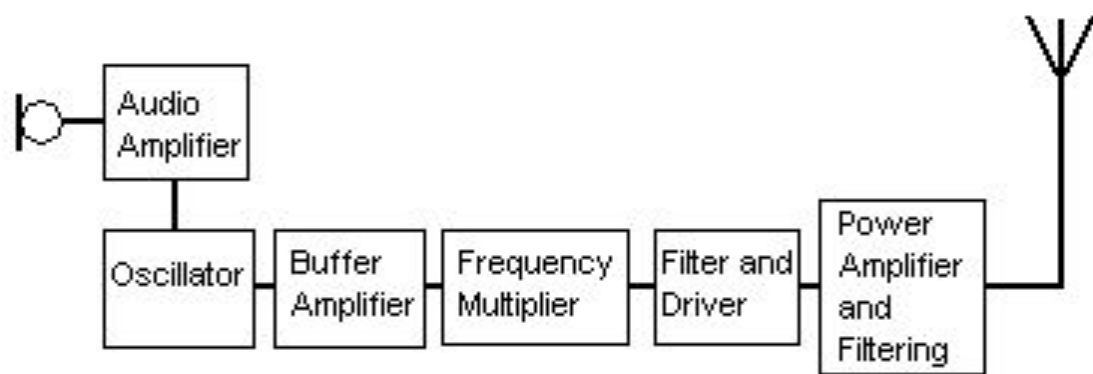 Audio
Amplifier
Oscillator
Buffer
Amplifier
Frequency
Multiplier
Filter and
Driver
Power
Amplifier
and
Filtering